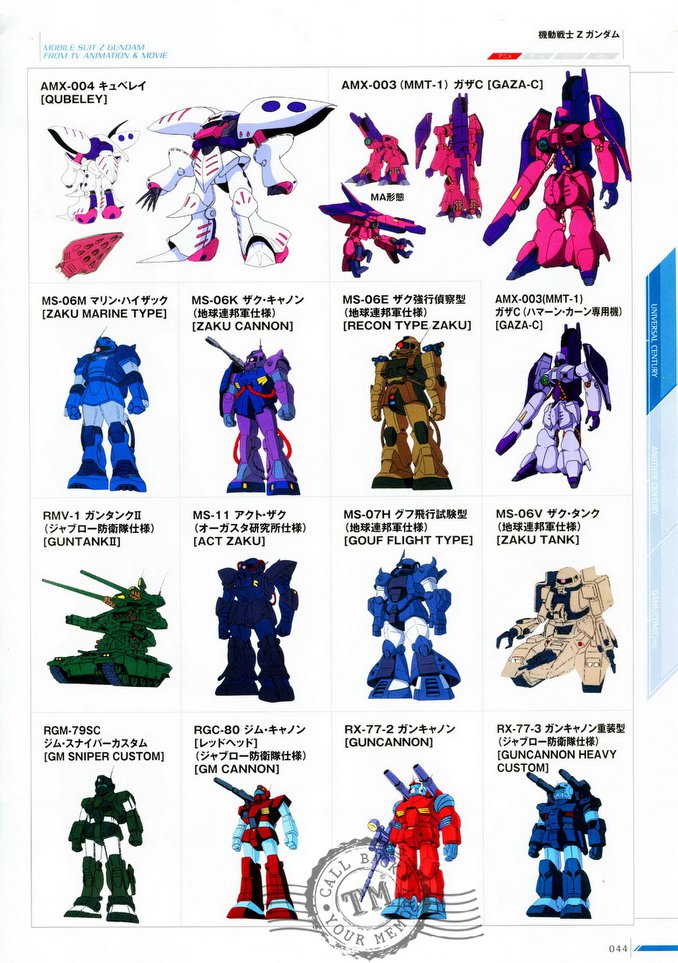 MOBILE SUIT Z GUNDAM
FROM TV ANIMATION & MOVIE
機動戦士 Z ガンダム
アニメ
AMX-004 キュベレイ
[QUBELEY]
AMX-003 (MMT-1) ガザC [GAZA-C]
MA形態
MS-06M マリン・ハイザック
[ZAKU MARINE TYPE]
MS-06K ザク・キャノン
(地球連邦軍仕様)
[ZAKU CANNON]
MS-06E ザク強行偵察型
(地球連邦軍仕様)
[RECON TYPE ZAKU]
AMX-003(MMT-1)
ガザC (ハマーン・カーン専用機)
[GAZA-C]
RMV-1 ガンタンクII
(ジャブロー防衛隊仕様)
[GUNTANKII]
MS-11 アクト・ザク
(オーガスタ研究所仕様)
[ACT ZAKU]
MS-07H グフ飛行試験型
(地球連邦軍仕様)
[GOUF FLIGHT TYPE]
MS-06V ザク・タンク
(地球連邦軍仕様)
[ZAKU TANK]
RGM-79SC
ジム・スナイパーカスタム
[GM SNIPER CUSTOM]
RGC-80 ジム・キャノン
[レッドヘッド]
(ジャブロー防衛隊仕様)
[GM CANNON]
RX-77-2 ガンキャノン
[GUNCANNON]
RX-77-3 ガンキャノン重装型
(ジャブロー防衛隊仕様)
[GUNCANNON HEAVY
CUSTOM]
UNIVERSAL CENTURY
ANOTHER CENTURY
CALL BACK
TM
YOUR MEM
044